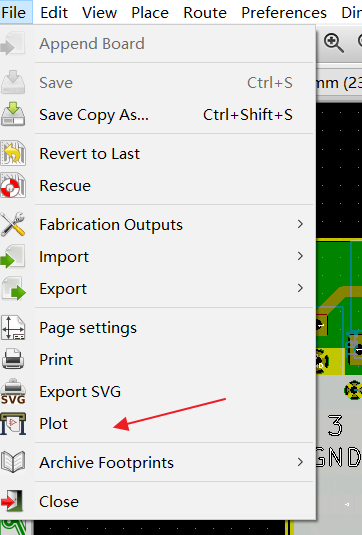 File Edit View Place Route Preferences
Append Board
mm (23
Save Ctrl+S
Save Copy As... Ctrl+Shift+S
Revert to Last
Rescue
Fabrication Outputs
Import
Export
Page settings
Print
SVG Export SVG
Plot
3
GND
Archive Footprints
Close